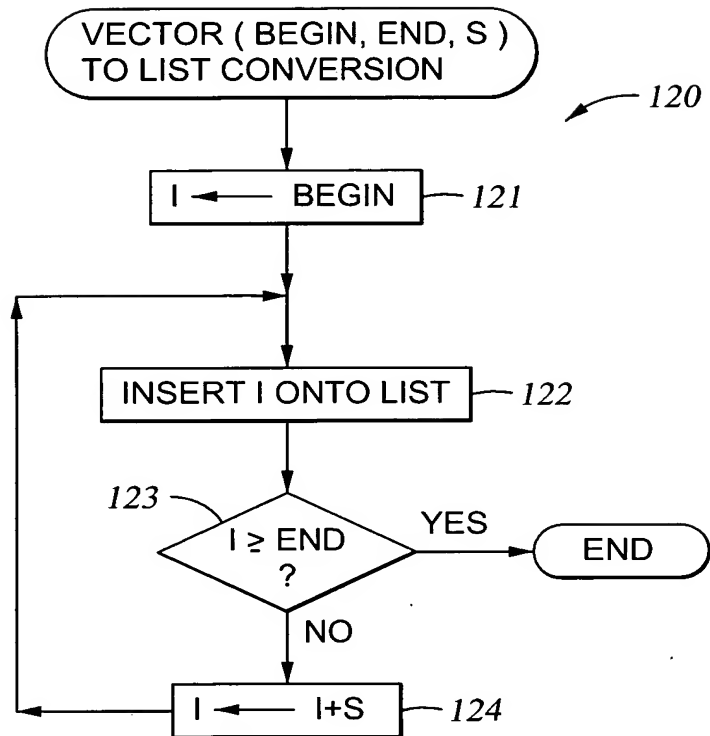 VECTOR ( BEGIN, END, S )
TO LIST CONVERSION
120
I ← BEGIN
121
INSERT I ONTO LIST
122
123
I ≥ END
?
YES
END
NO
I ← I+S
124